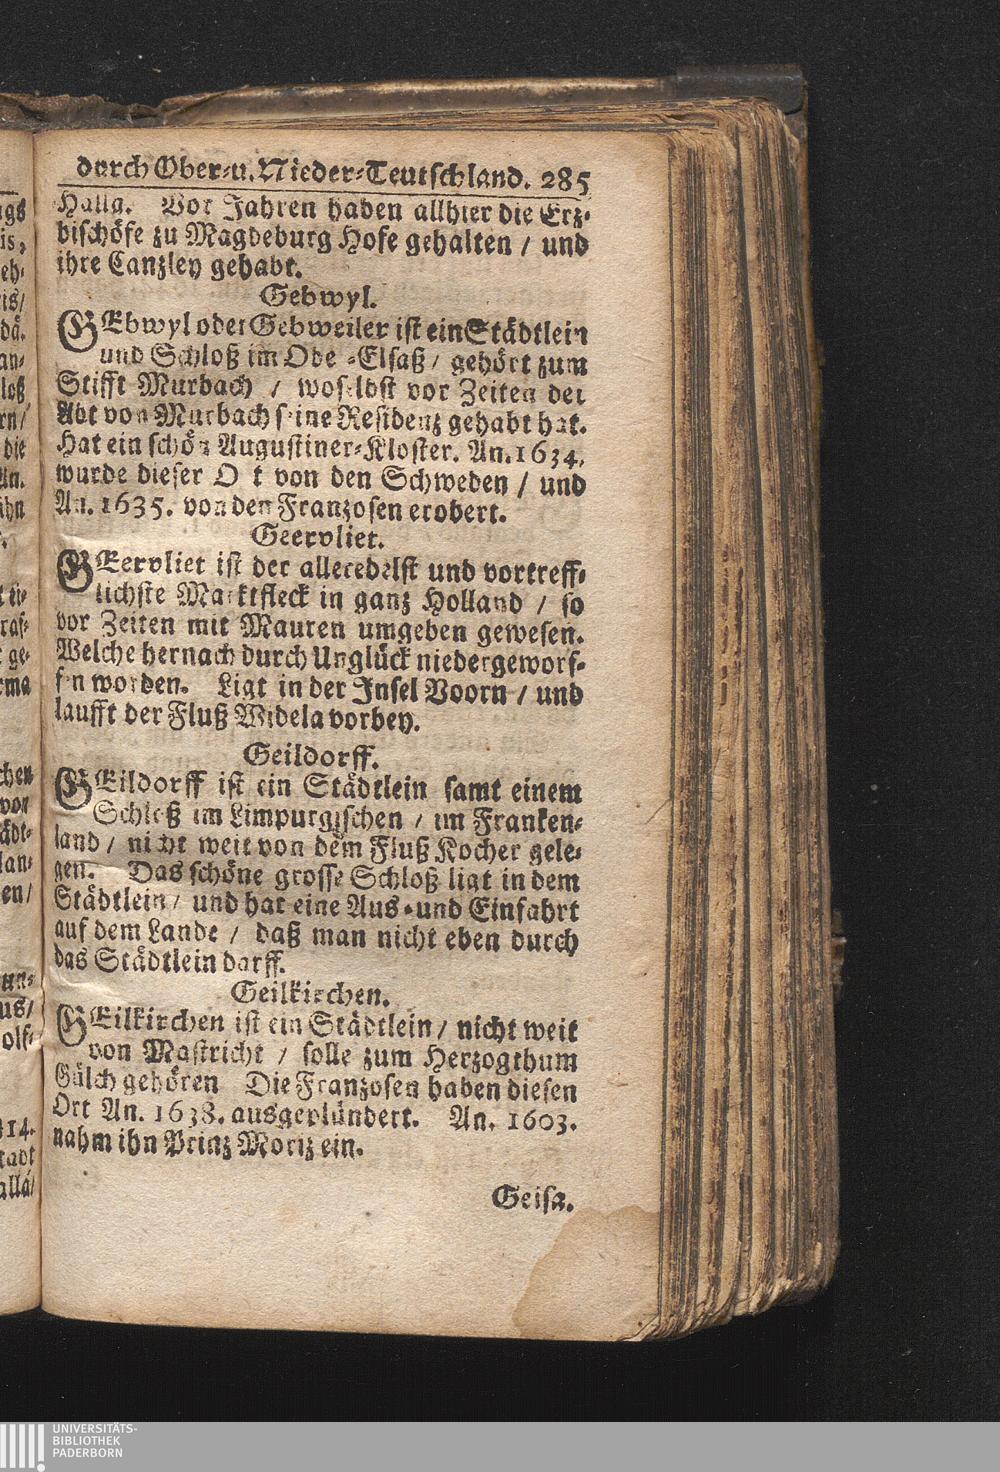 durch Ober-u. Nieder-Teutschland. 285
Halla. Vor Jahren haben allhier die Ertz-
bischöfe zu Magdeburg Hofe gehalten / und
ihre Canzley gehabt.
Gebwyl.
GEbwyl oder Gebweiler ist ein Städtlein
und Schloß im Obe -Elsaß / gehört zum
Stifft Murbach / woselbst vor Zeiten der
Abt von Murbach seine Residenz gehabt hat.
Hat ein schön Augustiner-Kloster. An. 1634.
wurde dieser O t von den Schweden / und
An. 1635. von den Franzosen erobert.
Geervliet.
GEervliet ist der alleredelst und vortreff-
lichste Marktfleck in ganz Holland / so
vor Zeiten mit Mauren umgeben gewesen.
Welche hernach durch Unglück niedergeworf-
fen worden. Ligt in der Insel Voorn / und
laufft der Fluß Widela vorbey.
Geildorff.
GEildorff ist ein Städtlein samt einem
Schloß im Limpurgischen / im Franken-
land / nicht weit von dem Fluß Kocher gele-
gen. Das schöne grosse Schloß ligt in dem
Städtlein / und hat eine Aus-und Einfahrt
auf dem Lande / daß man nicht eben durch
das Städtlein darff.
Geilkirchen.
GEilkirchen ist ein Städtlein / nicht weit
von Mastricht / solle zum Herzogthum
Gülch gehören Die Franzosen haben diesen
Ort An. 1638. ausgeplündert. An. 1603.
nahm ihn Prinz Moriz ein.
Geisa.
UNIVERSITÄTS-
BIBLIOTHEK
PADERBORN